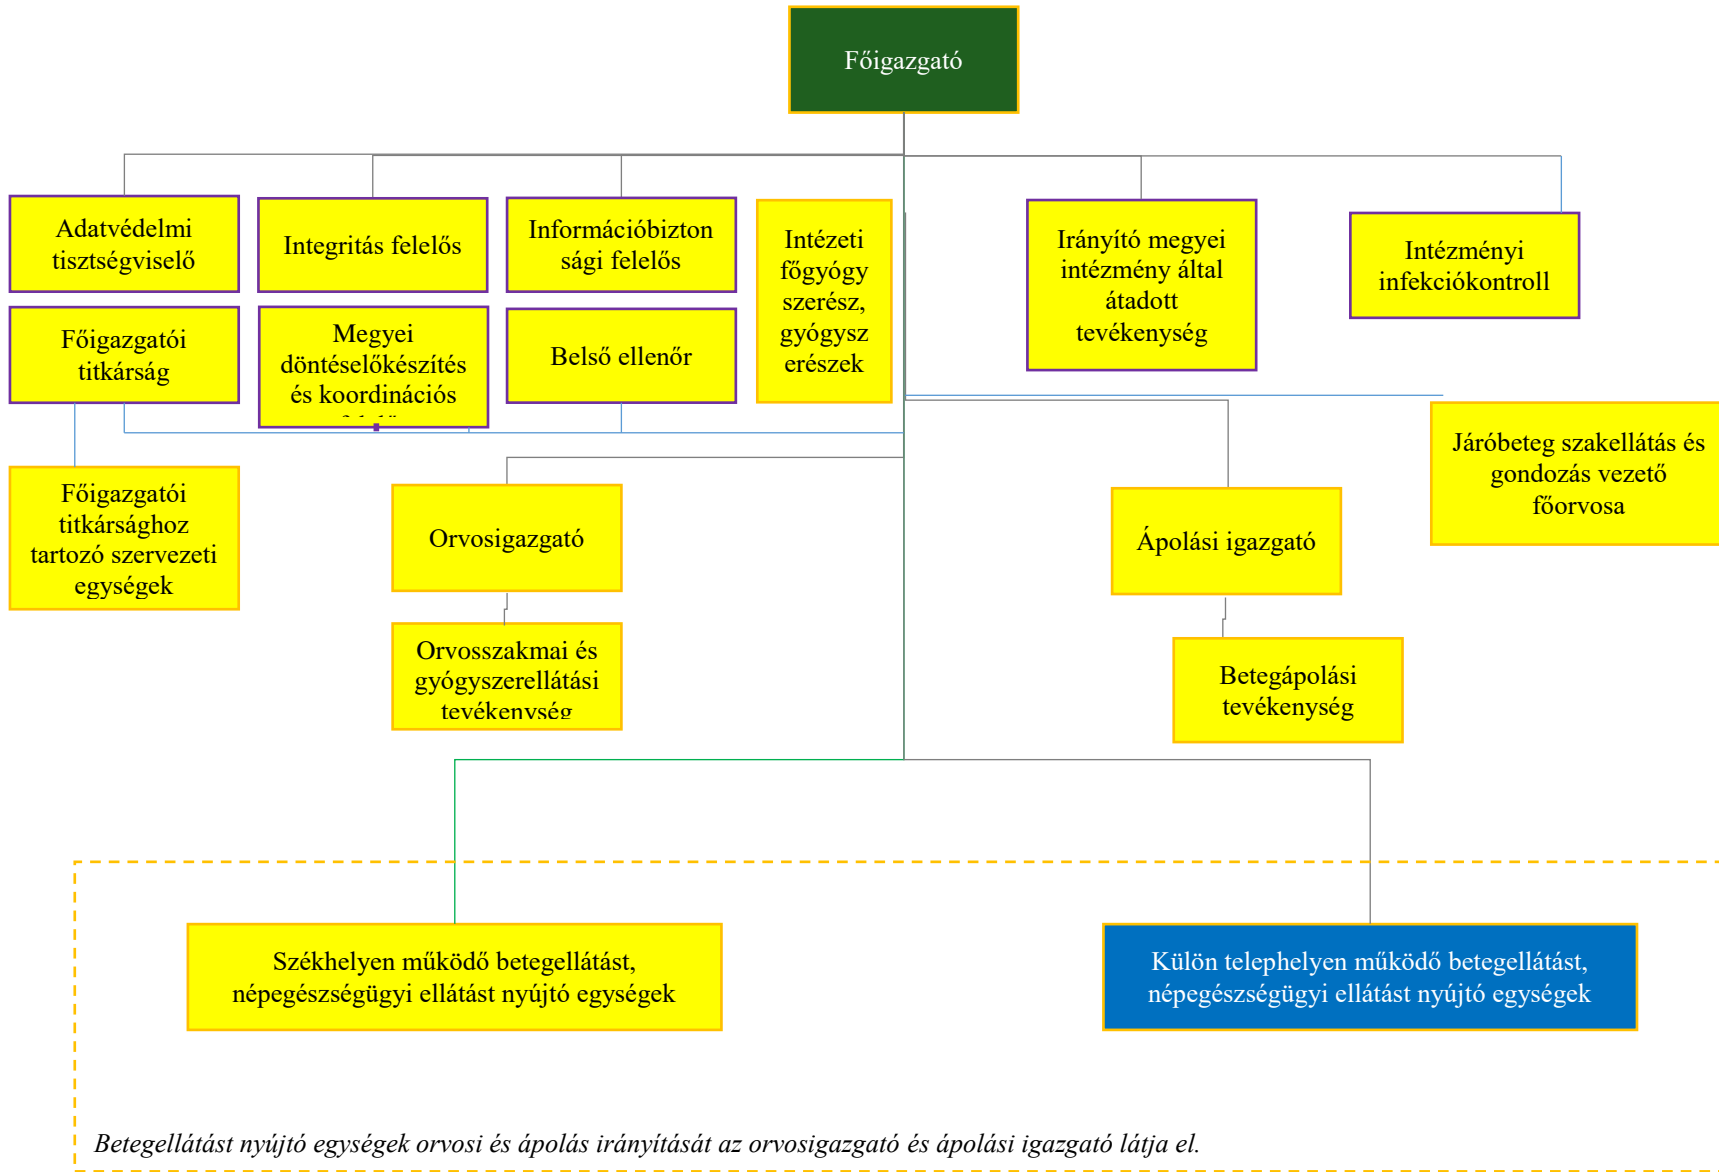 Főigazgató
Adatvédelmi
tisztségviselő
Integritás felelős
Információbizton
sági felelős
Intézeti
főgyógy
szerész,
gyógysz
erészek
Irányító megyei
intézmény által
átadott
tevékenység
Intézményi
infekciókontroll
Főigazgatói
titkárság
Megyei
döntéselőkészítés
és koordinációs
Belső ellenőr
Járóbeteg szakellátás és
gondozás vezető
főorvosa
Főigazgatói
titkársághoz
tartozó szervezeti
egységek
Orvosigazgató
Ápolási igazgató
Orvosszakmai és
gyógyszerellátási
tevékenység
Betegápolási
tevékenység
Székhelyen működő betegellátást,
népegészségügyi ellátást nyújtó egységek
Külön telephelyen működő betegellátást,
népegészségügyi ellátást nyújtó egységek
Betegellátást nyújtó egységek orvosi és ápolás irányítását az orvosigazgató és ápolási igazgató látja el.